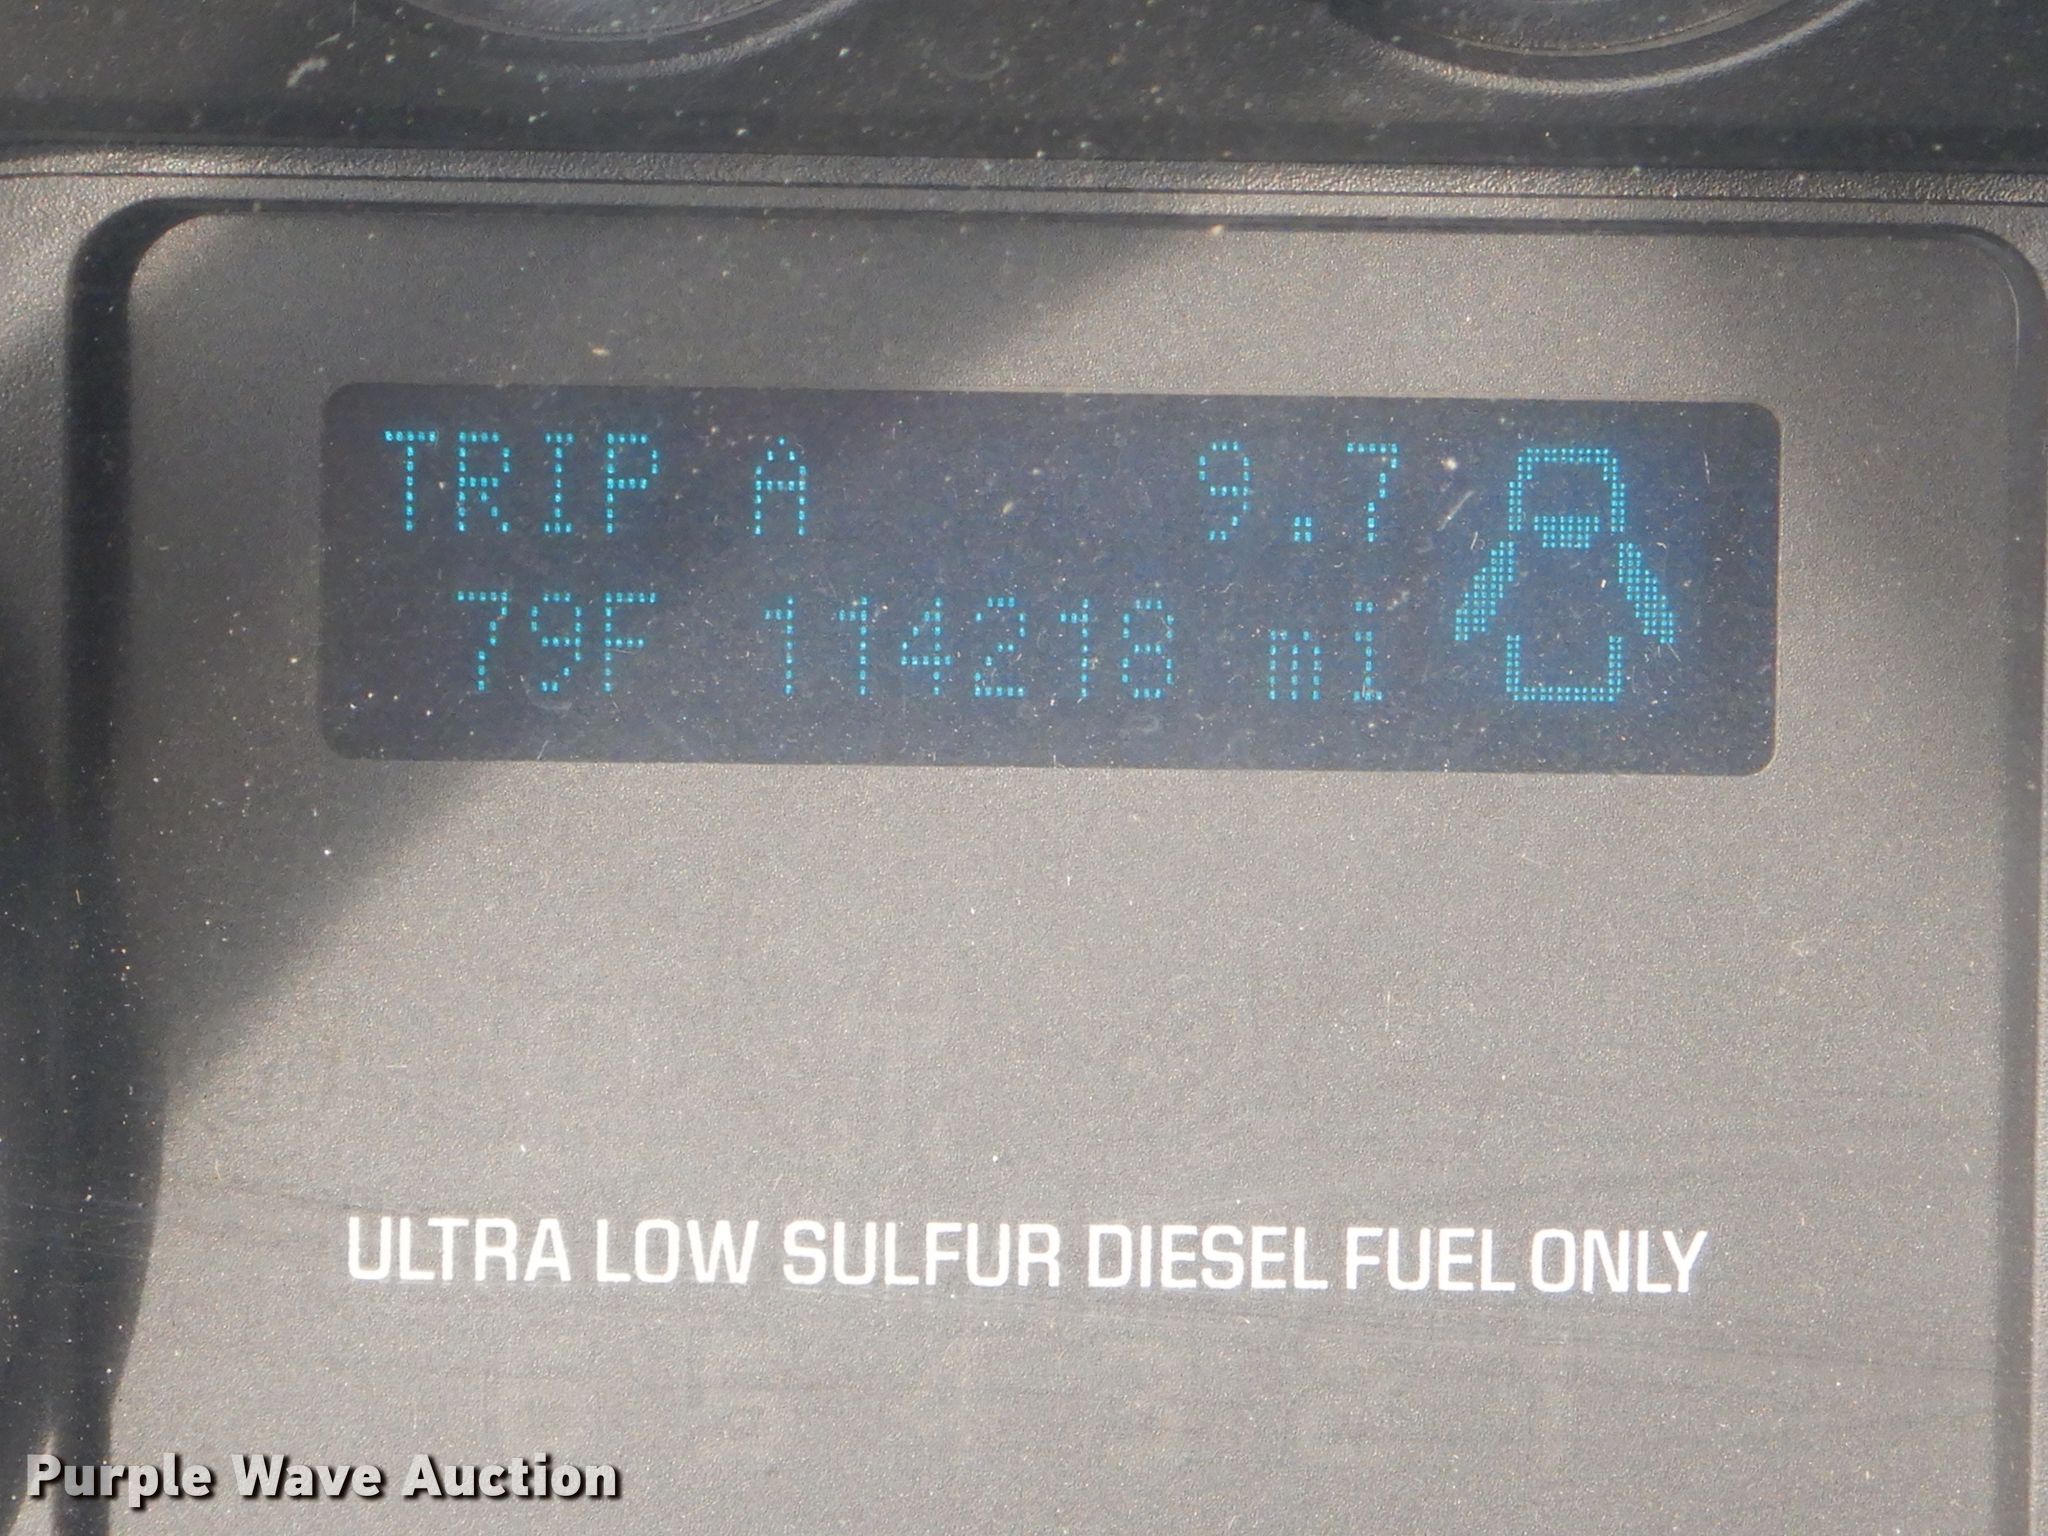 TRIP A 9.7
79F 114218 mi
ULTRA LOW SULFUR DIESEL FUEL ONLY
Purple Wave Auction